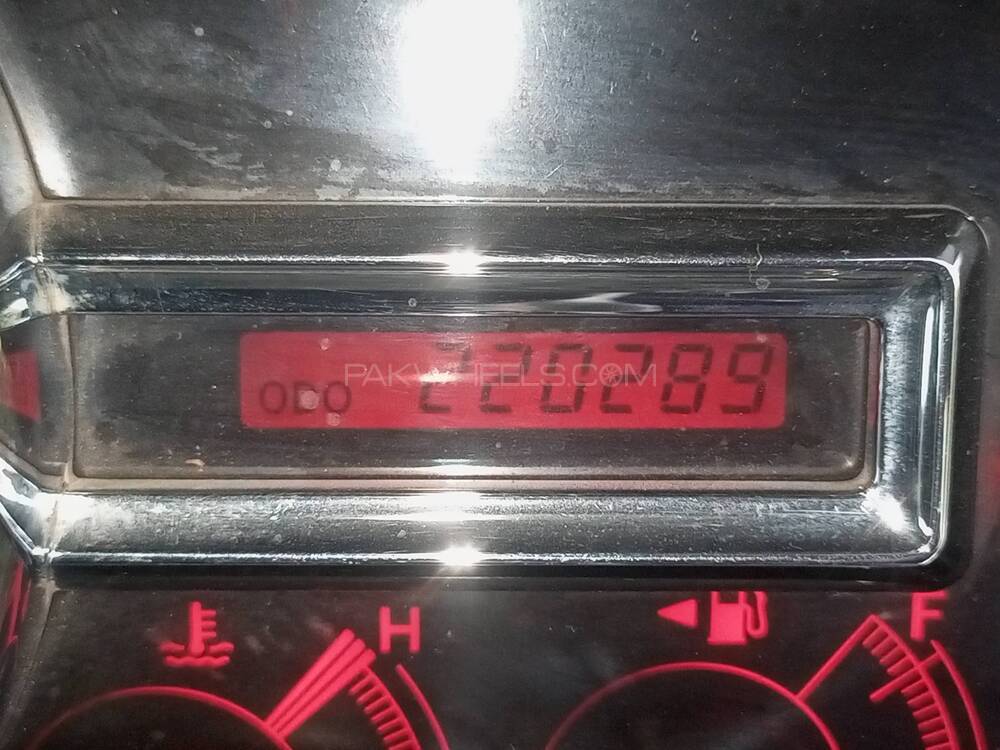 PAKWHEELS.COM
ODO 220289
H F